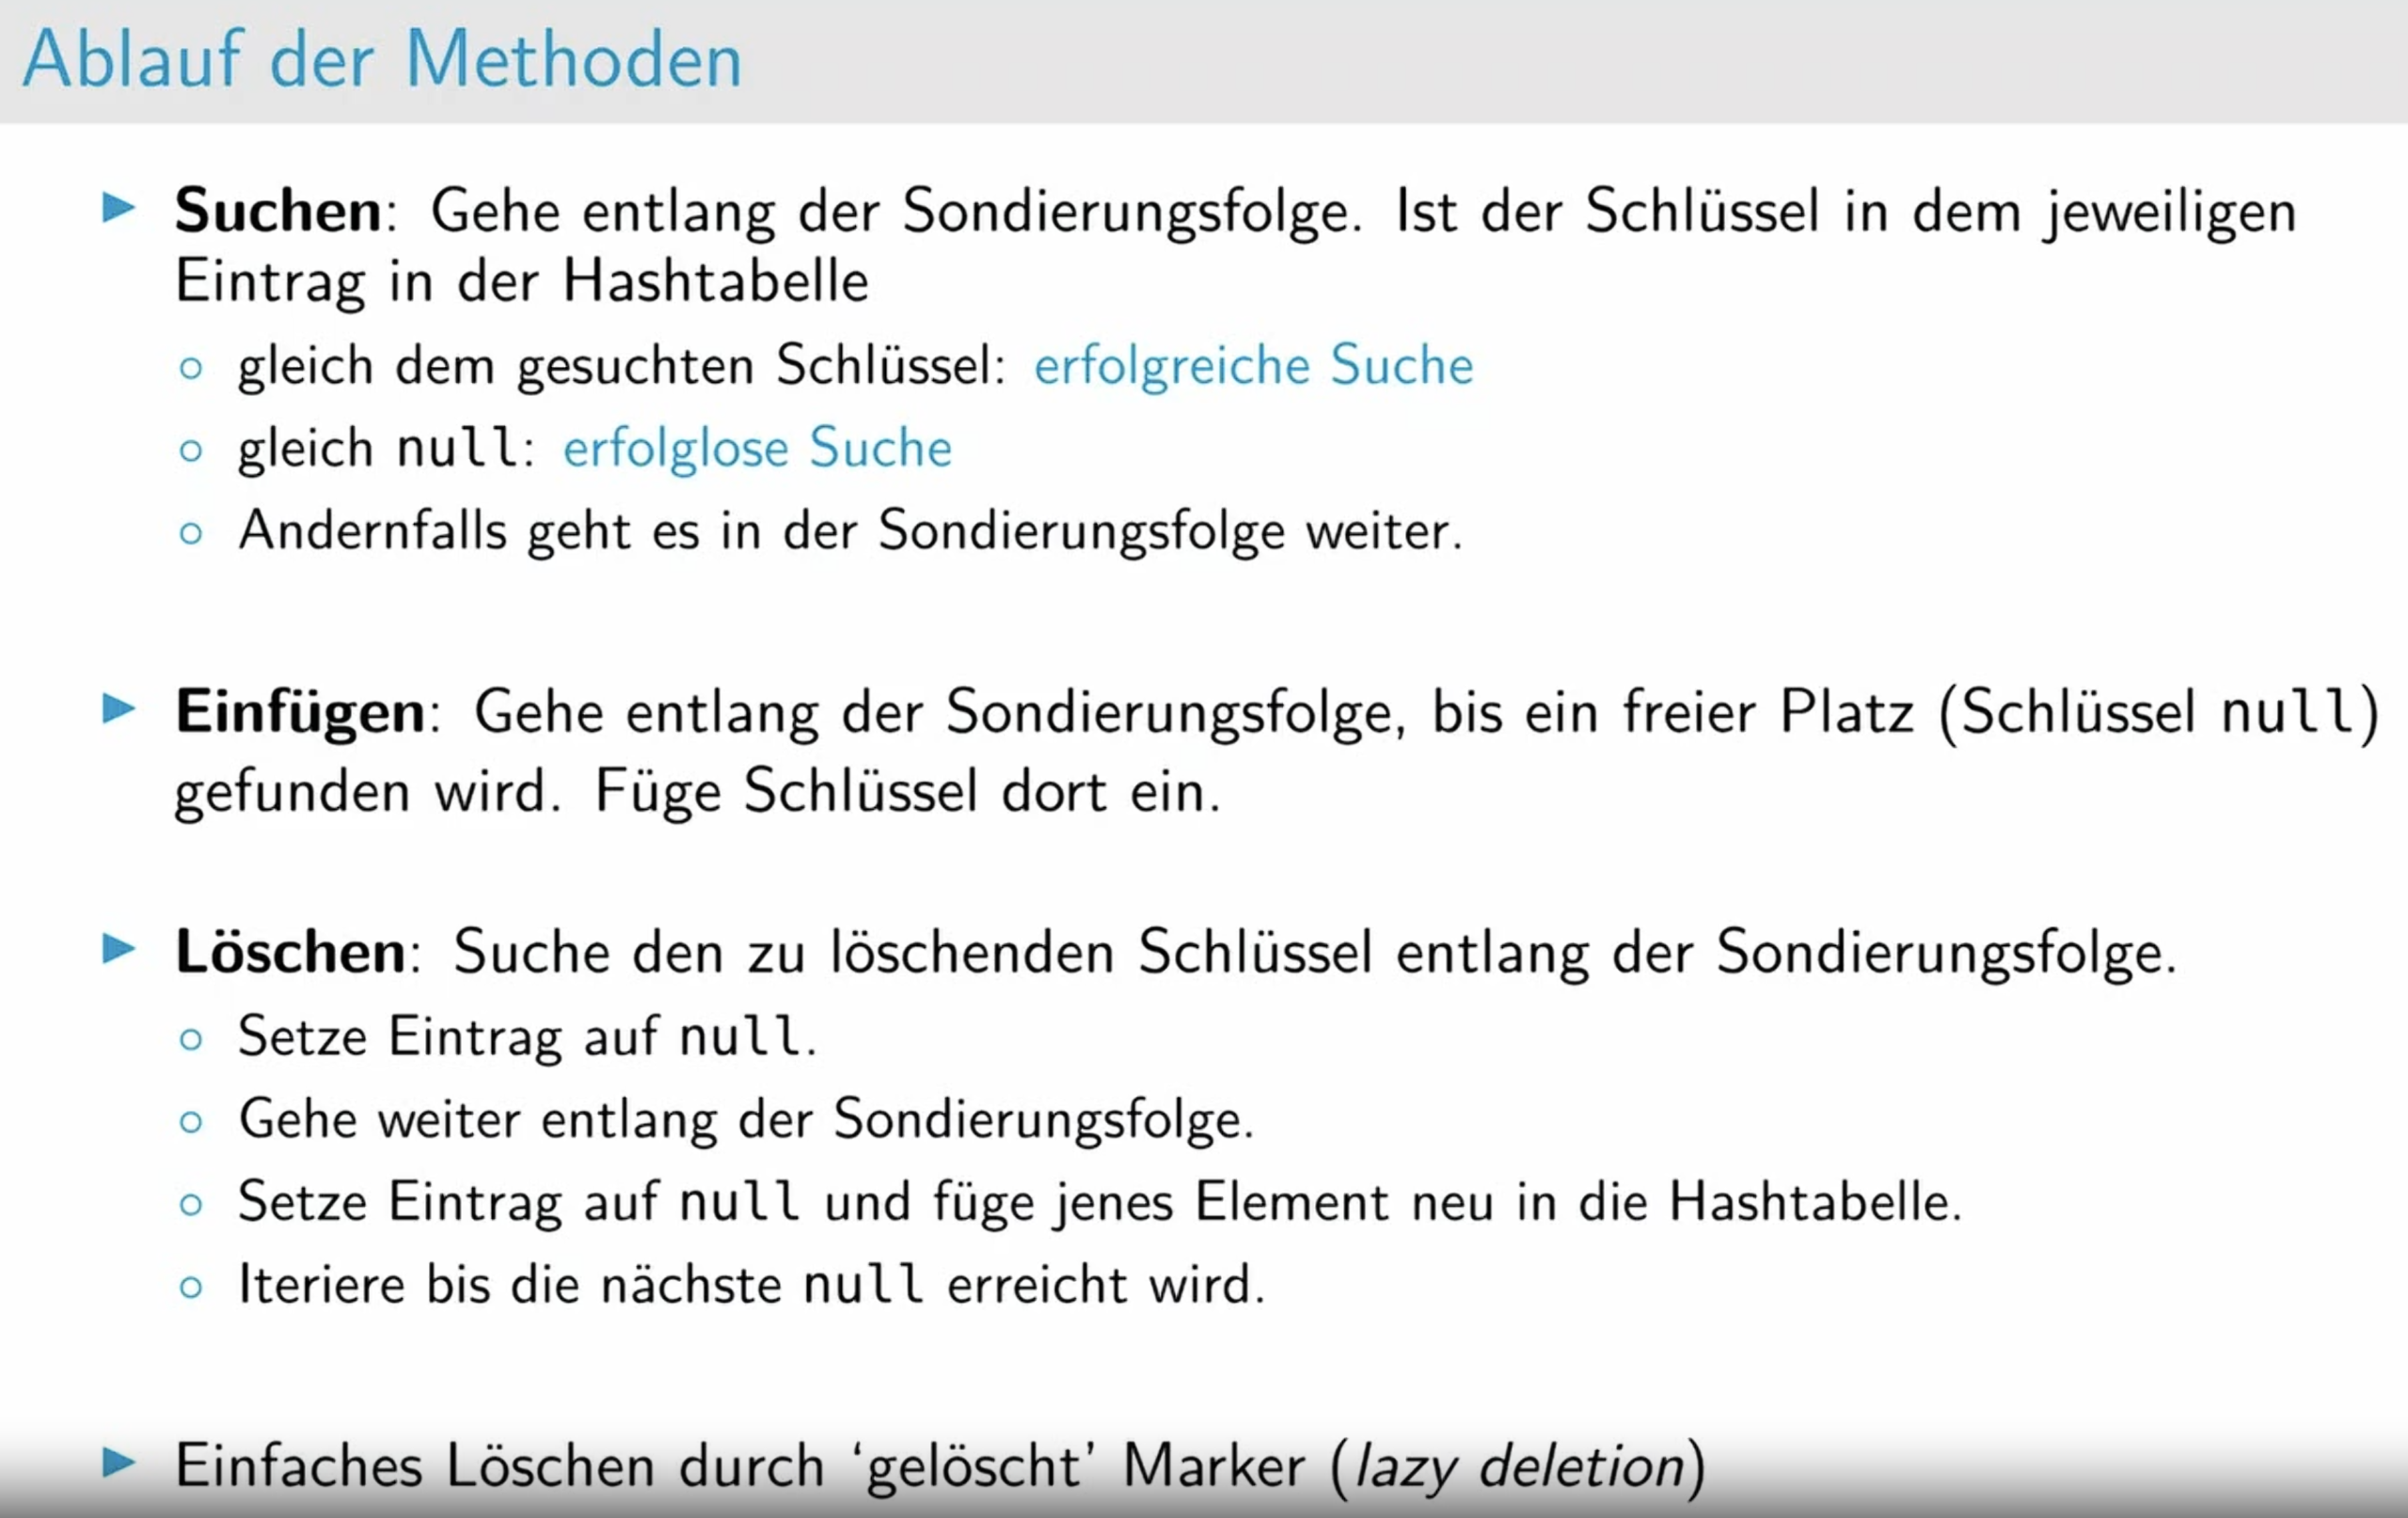 Ablauf der Methoden
▶ Suchen: Gehe entlang der Sondierungsfolge. Ist der Schlüssel in dem jeweiligen
Eintrag in der Hashtabelle
○ gleich dem gesuchten Schlüssel: erfolgreiche Suche
○ gleich null: erfolglose Suche
○ Andernfalls geht es in der Sondierungsfolge weiter.
▶ Einfügen: Gehe entlang der Sondierungsfolge, bis ein freier Platz (Schlüssel null)
gefunden wird. Füge Schlüssel dort ein.
▶ Löschen: Suche den zu löschenden Schlüssel entlang der Sondierungsfolge.
○ Setze Eintrag auf null.
○ Gehe weiter entlang der Sondierungsfolge.
○ Setze Eintrag auf null und füge jenes Element neu in die Hashtabelle.
○ Iteriere bis die nächste null erreicht wird.
▶ Einfaches Löschen durch ‘gelöscht’ Marker (lazy deletion)